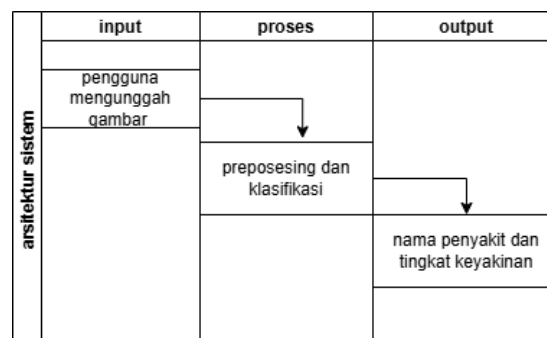 input
proses
output
arsitektur sistem
pengguna
mengunggah
gambar
preposesing dan
klasifikasi
nama penyakit dan
tingkat keyakinan